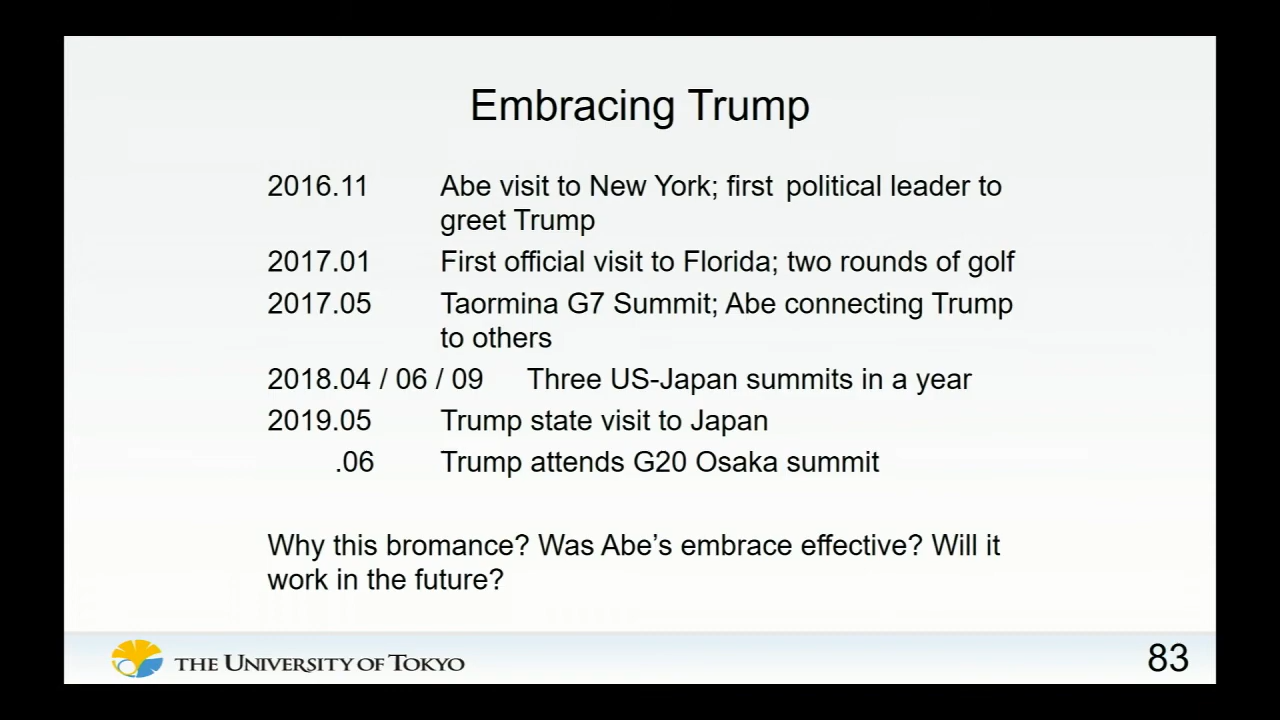 Embracing Trump
2016.11 Abe visit to New York; first political leader to
greet Trump
2017.01 First official visit to Florida; two rounds of golf
2017.05 Taormina G7 Summit; Abe connecting Trump
to others
2018.04 / 06 / 09 Three US-Japan summits in a year
2019.05 Trump state visit to Japan
.06 Trump attends G20 Osaka summit
Why this bromance? Was Abe’s embrace effective? Will it
work in the future?
THE UNIVERSITY OF TOKYO
83